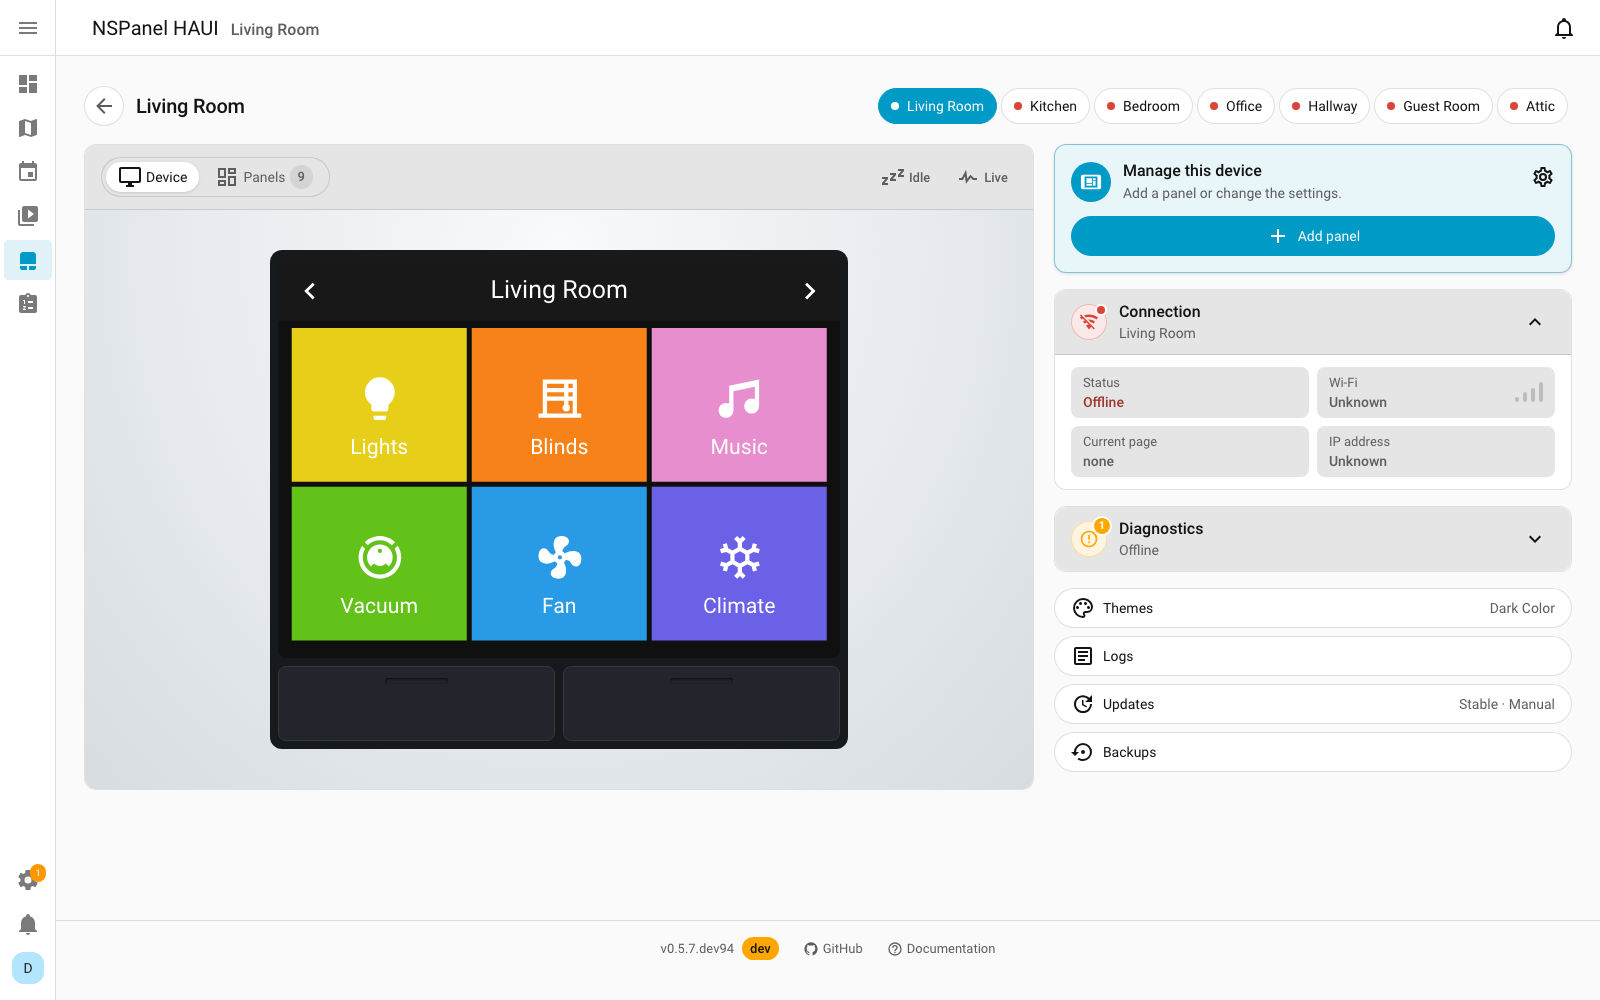 NSPanel HAUI Living Room
Living Room
Living Room
Kitchen
Bedroom
Office
Hallway
Guest Room
Attic
Device
Panels 9
Idle
Live
Living Room
Lights
Blinds
Music
Vacuum
Fan
Climate
Manage this device
Add a panel or change the settings.
Add panel
Connection
Living Room
Status
Offline
Wi-Fi
Unknown
Current page
none
IP address
Unknown
1
Diagnostics
Offline
Themes Dark Color
Logs
Updates Stable · Manual
Backups
1
D
v0.5.7.dev94 dev GitHub Documentation